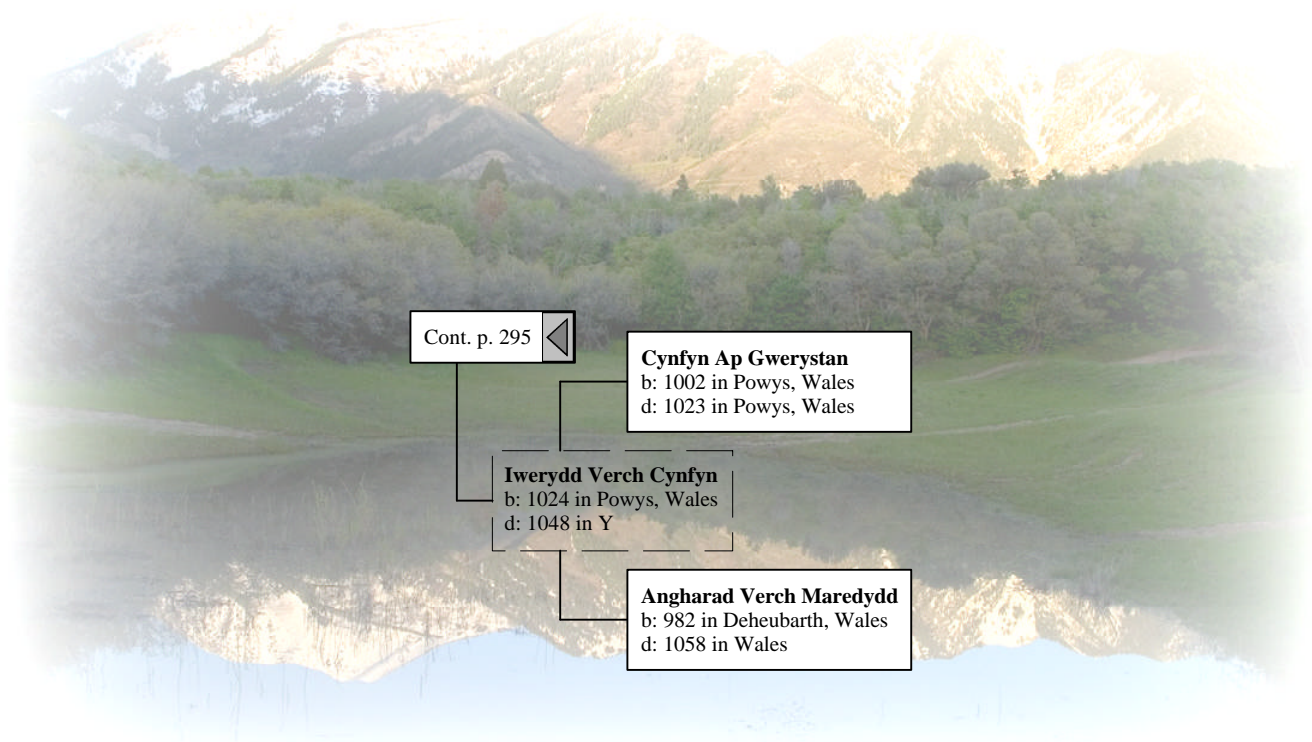 Cont. p. 295
Cynfyn Ap Gwerystan
b: 1002 in Powys, Wales
d: 1023 in Powys, Wales
Iwerydd Verch Cynfyn
b: 1024 in Powys, Wales
d: 1048 in Y
Angharad Verch Maredydd
b: 982 in Deheubarth, Wales
d: 1058 in Wales